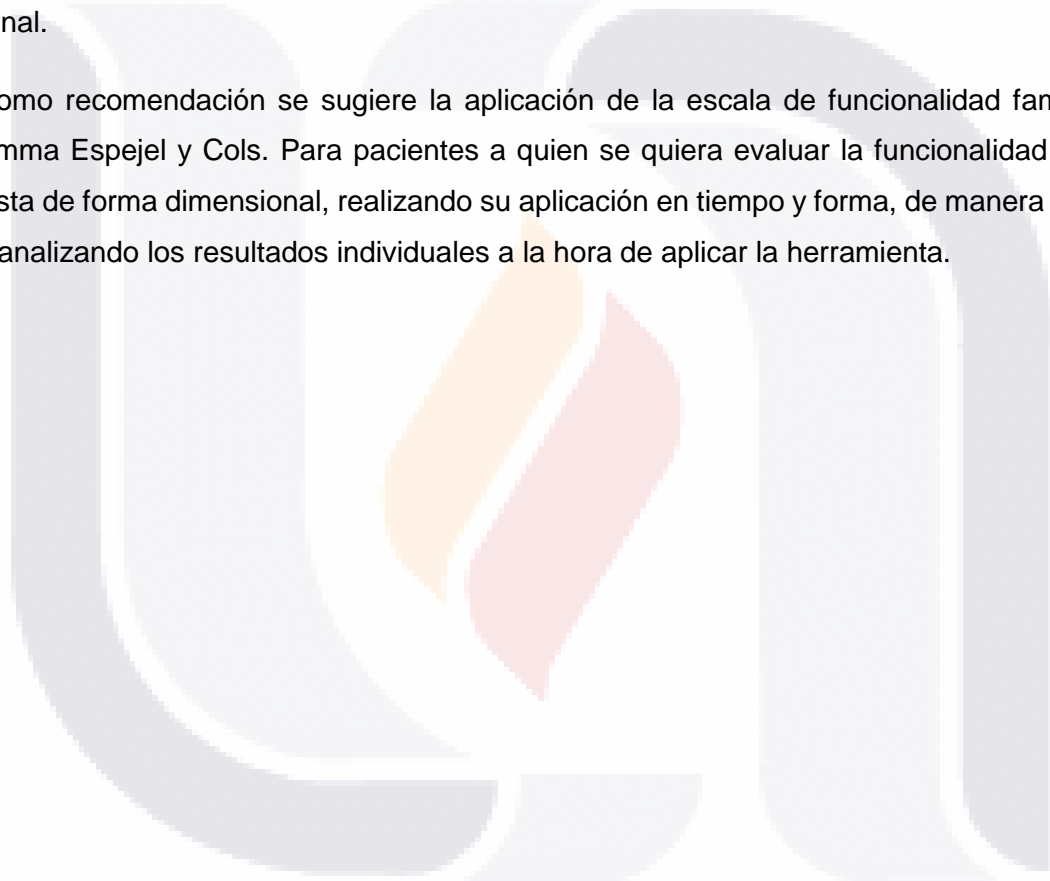 nal.
omo recomendación se sugiere la aplicación de la escala de funcionalidad fam
mma Espejel y Cols. Para pacientes a quien se quiera evaluar la funcionalidad
sta de forma dimensional, realizando su aplicación en tiempo y forma, de manera
analizando los resultados individuales a la hora de aplicar la herramienta.